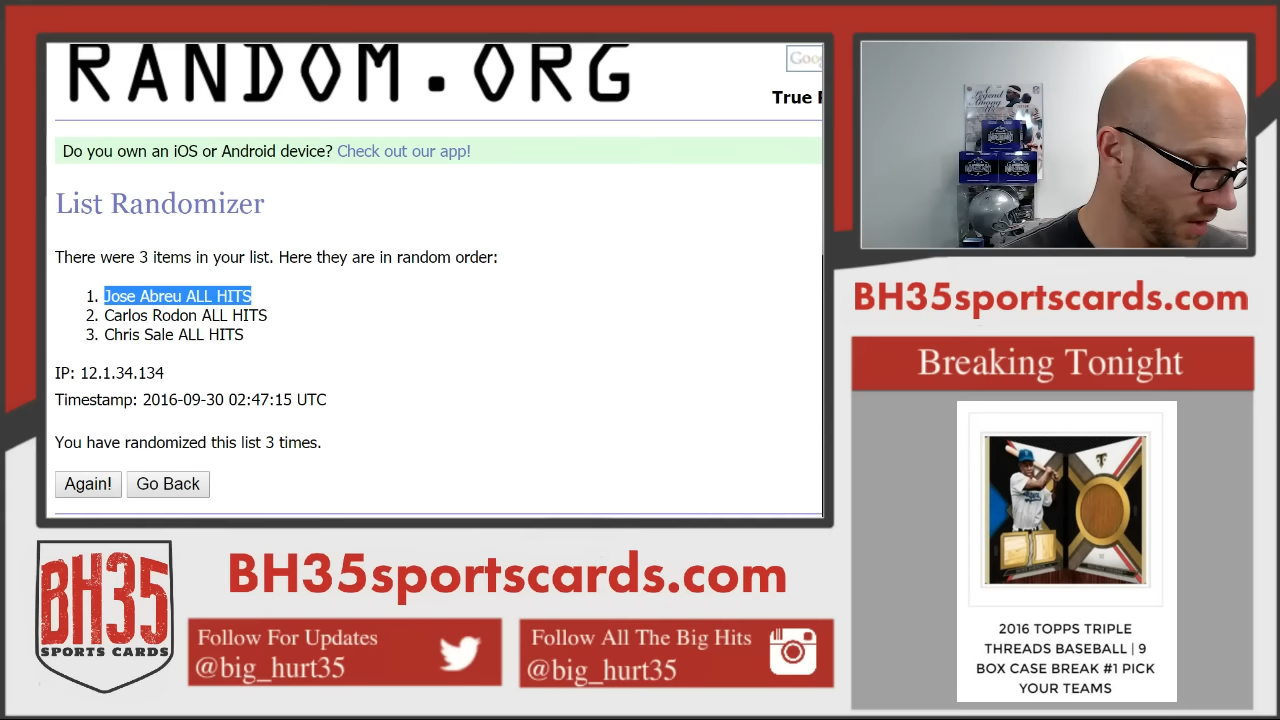 RANDOM.ORG
Goo
True
Do you own an iOS or Android device? Check out our app!
List Randomizer
There were 3 items in your list. Here they are in random order:
1. Jose Abreu ALL HITS
2. Carlos Rodon ALL HITS
3. Chris Sale ALL HITS
IP: 12.1.34.134
Timestamp: 2016-09-30 02:47:15 UTC
You have randomized this list 3 times.
Again!
Go Back
BH35sportscards.com
Breaking Tonight
2016 TOPPS TRIPLE
THREADS BASEBALL | 9
BOX CASE BREAK #1 PICK
YOUR TEAMS
BH35
SPORTS CARDS
BH35sportscards.com
Follow For Updates
@big_hurt35
Follow All The Big Hits
@big_hurt35